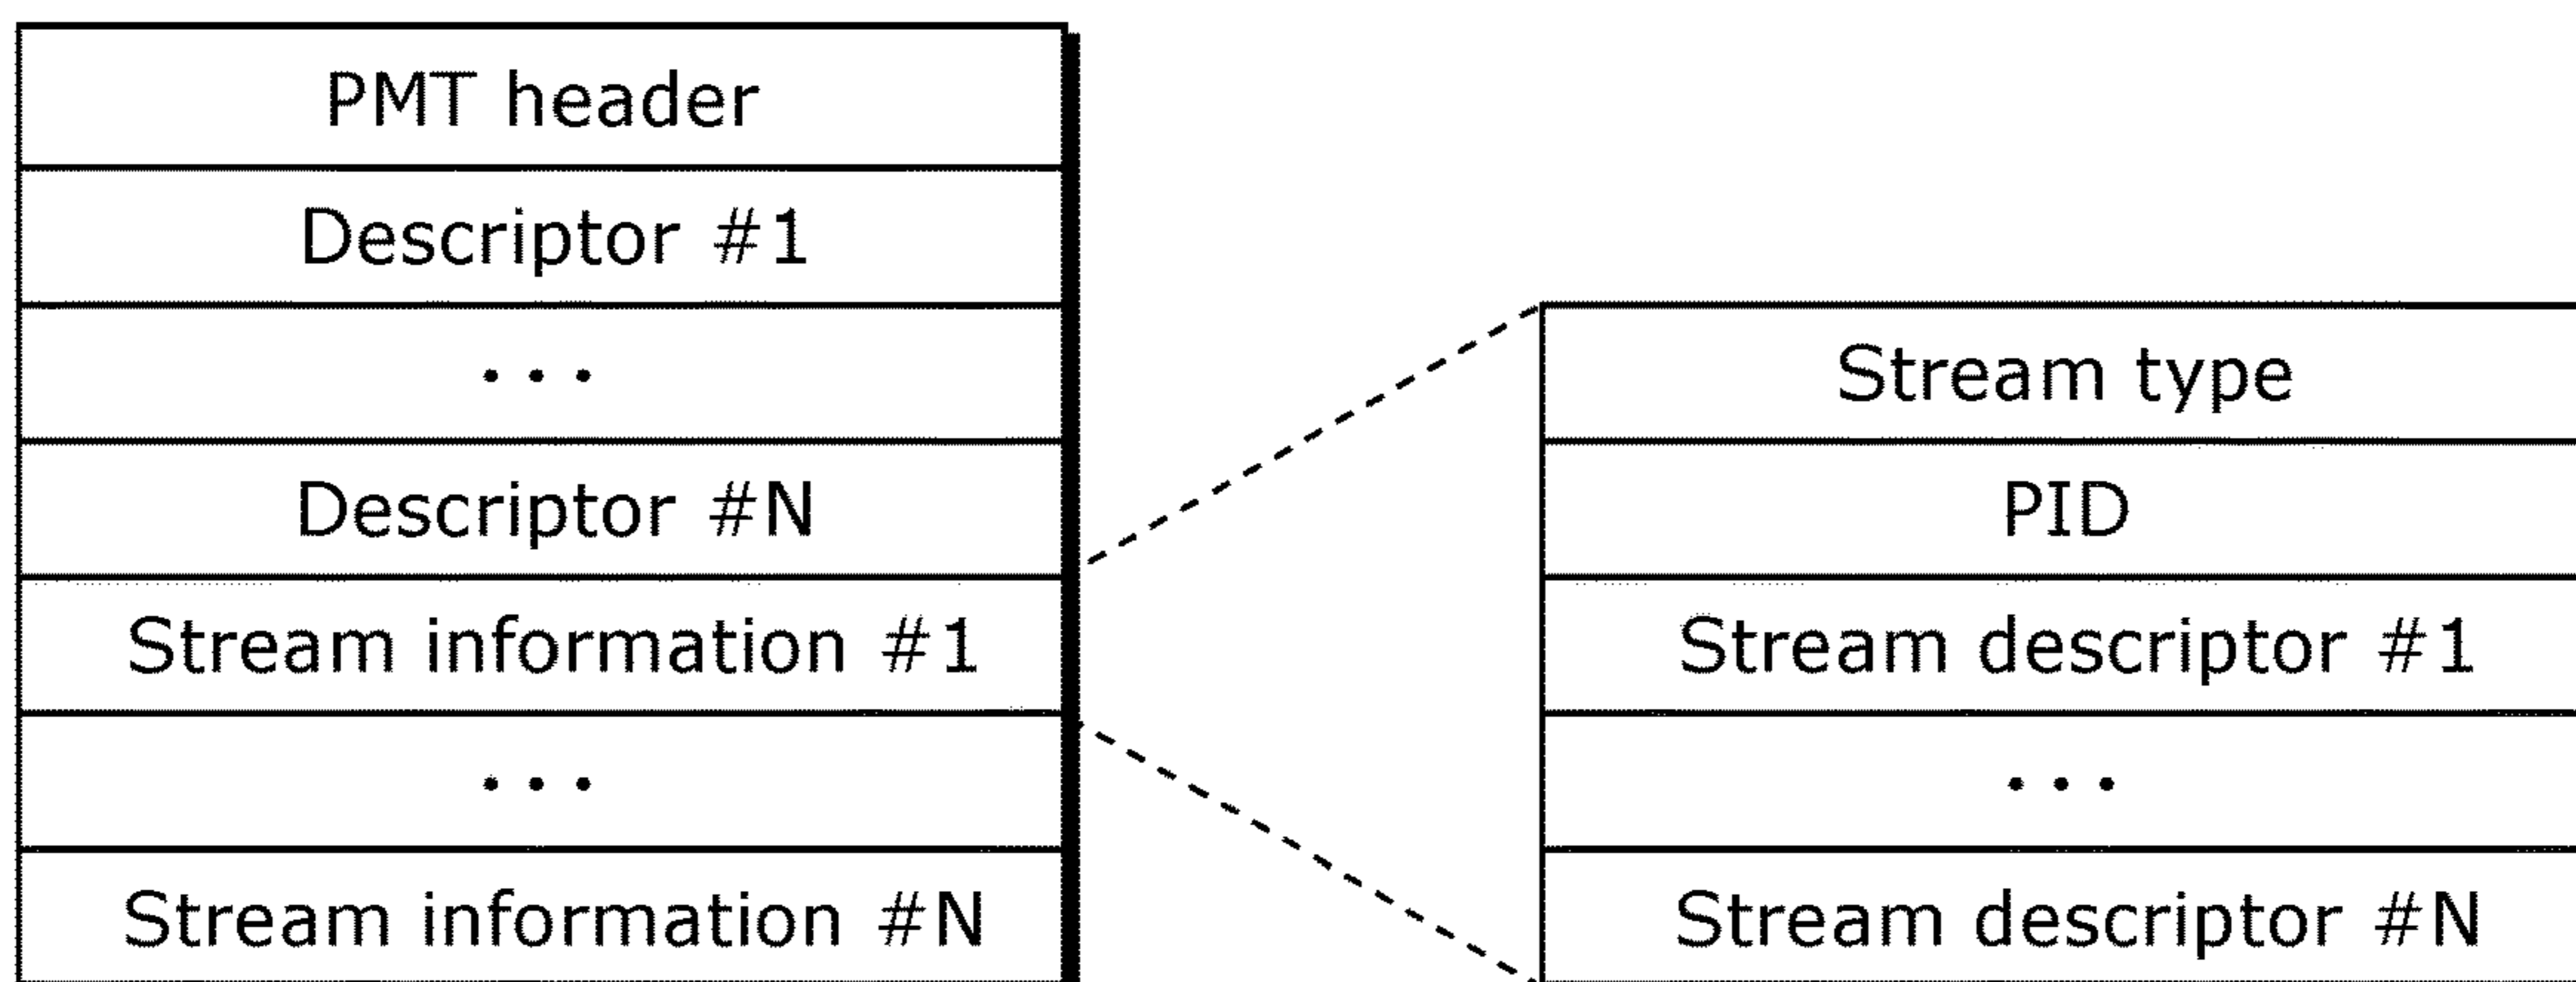 PMT header
Descriptor #1
...
Descriptor #N
Stream information #1
...
Stream information #N
Stream type
PID
Stream descriptor #1
...
Stream descriptor #N